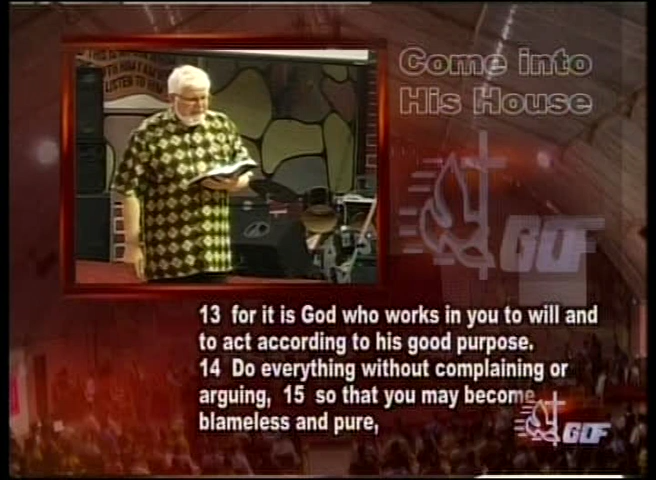 LISTEN TO
Come into
His House
GOF
13 for it is God who works in you to will and
to act according to his good purpose.
14 Do everything without complaining or
arguing, 15 so that you may become
blameless and pure,
GOF